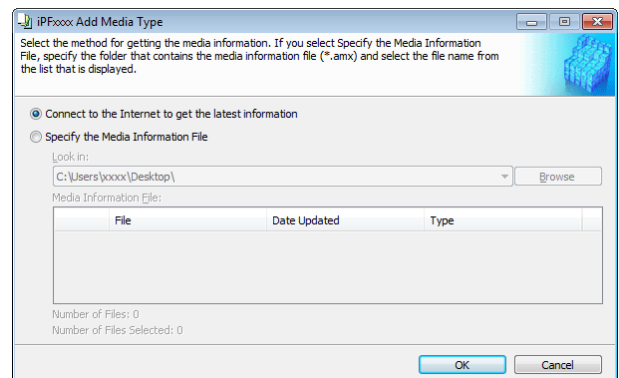 iPFxxxx Add Media Type
Select the method for getting the media information. If you select Specify the Media Information
File, specify the folder that contains the media information file (*.amx) and select the file name from
the list that is displayed.
Connect to the Internet to get the latest information
Specify the Media Information File
Look in:
C:\Users\xxxx\Desktop\ Browse
Media Information File:
File Date Updated Type
Number of Files: 0
Number of Files Selected: 0
OK Cancel